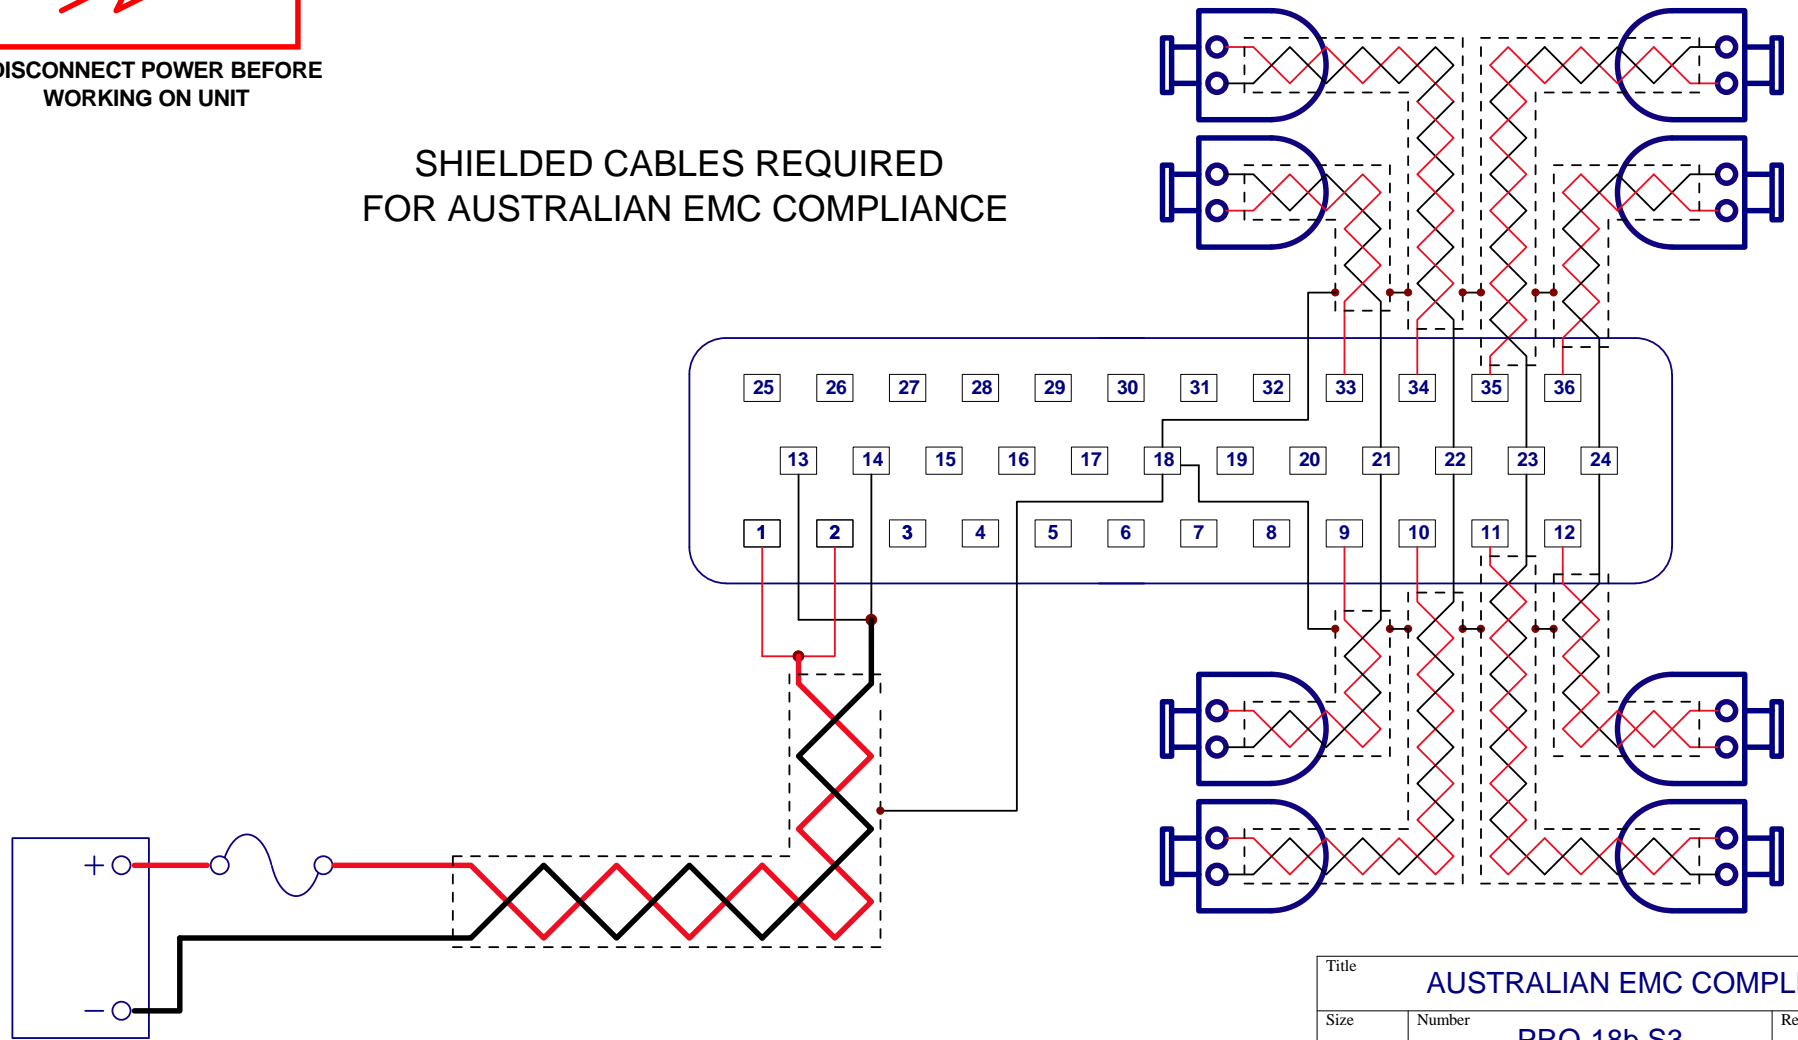 DISCONNECT POWER BEFORE
WORKING ON UNIT
SHIELDED CABLES REQUIRED
FOR AUSTRALIAN EMC COMPLIANCE
25 26 27 28 29 30 31 32 33 34 35 36
13 14 15 16 17 18 19 20 21 22 23 24
1 2 3 4 5 6 7 8 9 10 11 12
+
−
Title
AUSTRALIAN EMC
Size Number